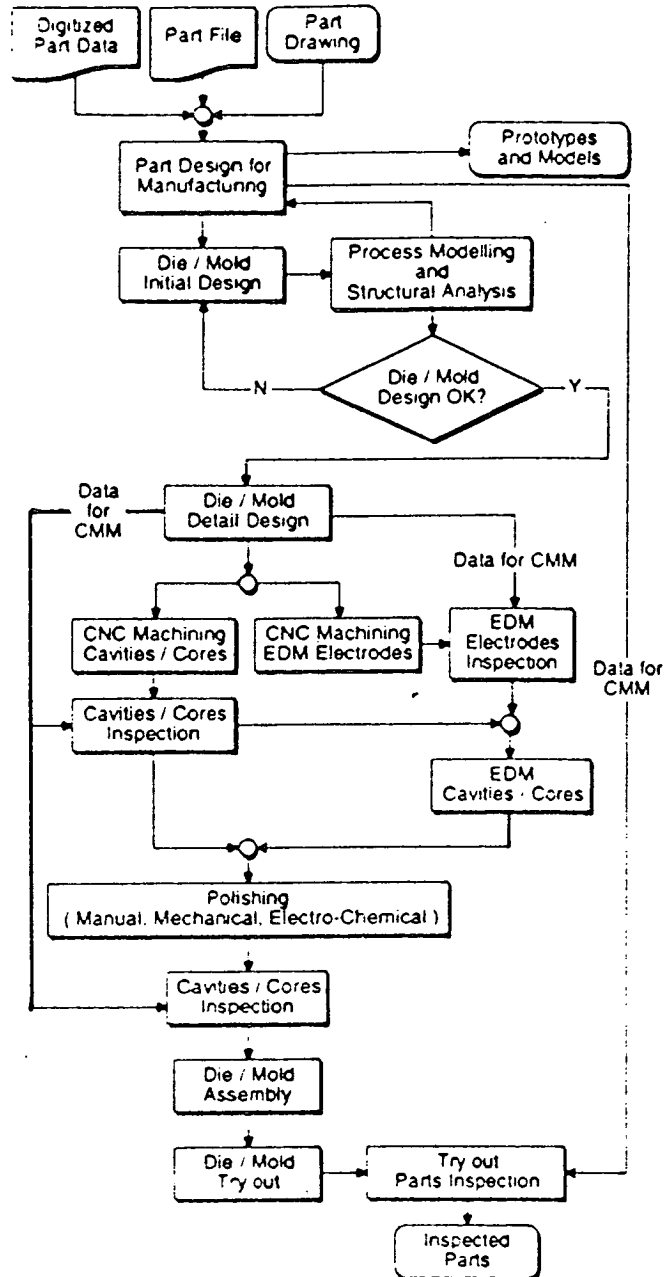 Digitized
Part Data
Part File
Part
Drawing
Part Design for
Manufacturing
Prototypes
and Models
Die / Mold
Initial Design
Process Modelling
and
Structural Analysis
N
Die / Mold
Design OK?
Y
Data
for
CMM
Die / Mold
Detail Design
Data for CMM
CNC Machining
Cavities / Cores
CNC Machining
EDM Electrodes
EDM
Electrodes
Inspection
Data for
CMM
Cavities / Cores
Inspection
EDM
Cavities / Cores
Polishing
( Manual, Mechanical, Electro-Chemical )
Cavities / Cores
Inspection
Die / Mold
Assembly
Die / Mold
Try out
Try out
Parts Inspection
Inspected
Parts